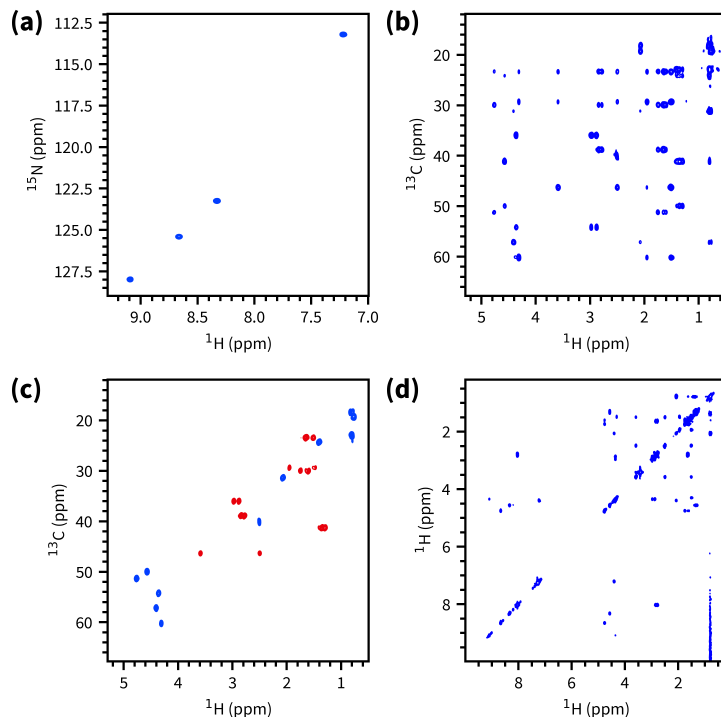 (a)
112.5
115.0
117.5
120.0
122.5
125.0
127.5
¹⁵N (ppm)
9.0 8.5 8.0 7.5 7.0
¹H (ppm)
(b)
20
30
40
50
60
¹³C (ppm)
5 4 3 2 1
¹H (ppm)
(c)
20
30
40
50
60
¹³C (ppm)
5 4 3 2 1
¹H (ppm)
(d)
2
4
6
8
¹H (ppm)
8 6 4 2
¹H (ppm)